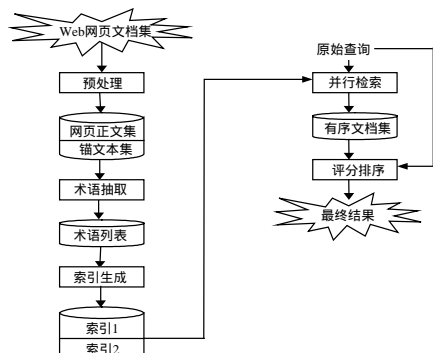 Web网页文档集
预处理
网页正文集
锚文本集
术语抽取
术语列表
索引生成
索引1
索引2
原始查询
并行检索
有序文档集
评分排序
最终结果